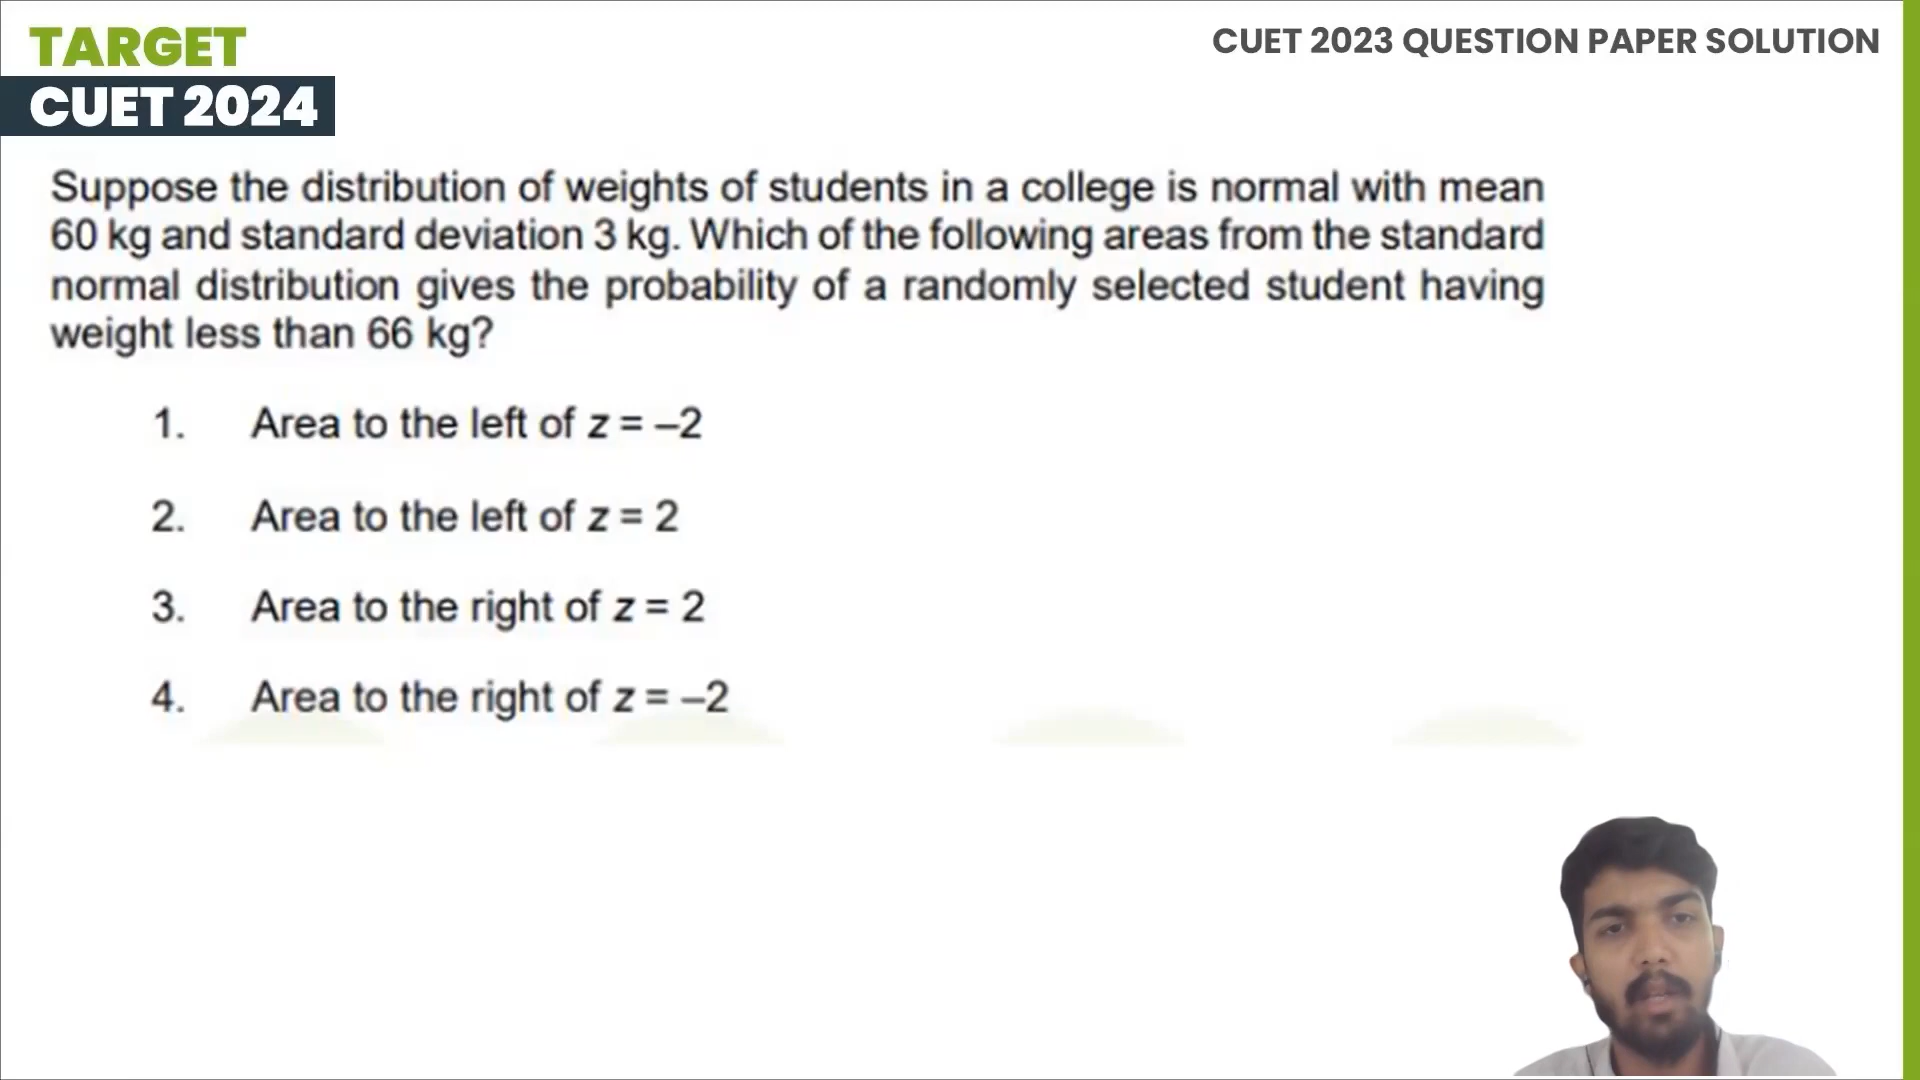 TARGET
CUET 2024
CUET 2023 QUESTION PAPER SOLUTION
Suppose the distribution of weights of students in a college is normal with mean
60 kg and standard deviation 3 kg. Which of the following areas from the standard
normal distribution gives the probability of a randomly selected student having
weight less than 66 kg?
1. Area to the left of z = –2
2. Area to the left of z = 2
3. Area to the right of z = 2
4. Area to the right of z = –2